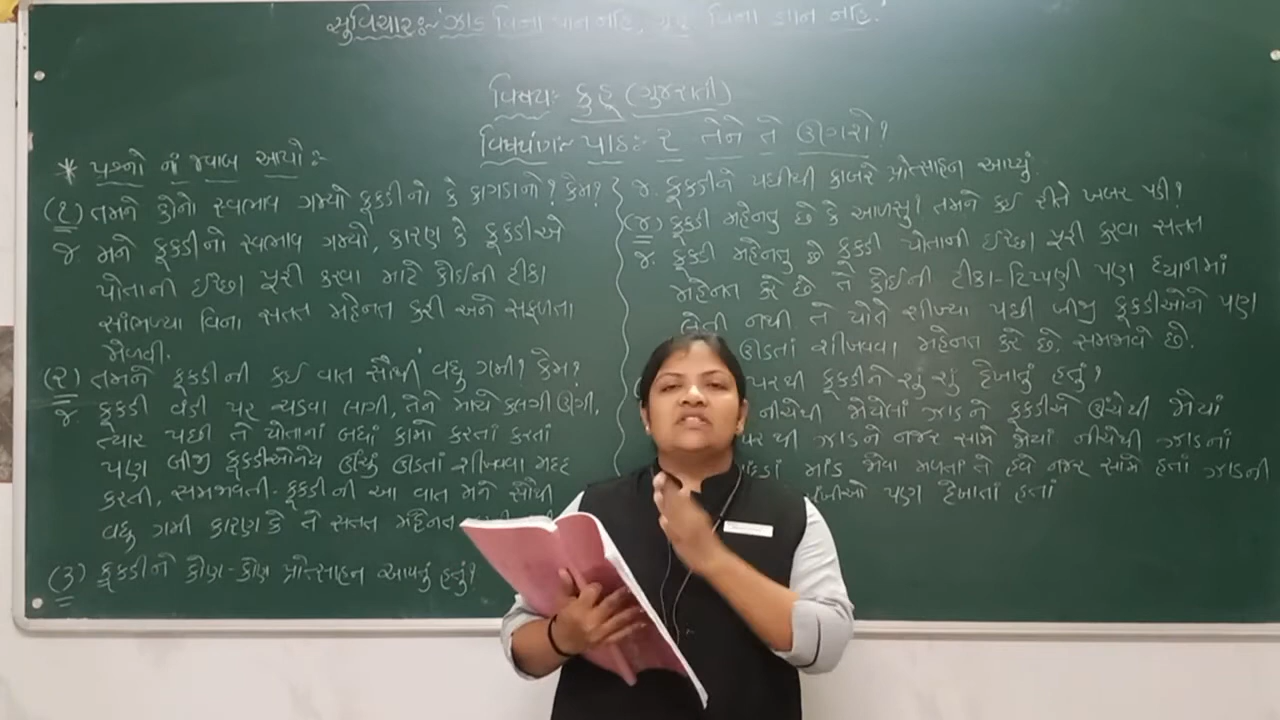 સુવિચારઃ- 'ઝાડ વિના પાન નહિ, ગુરુ વિના જ્ઞાન નહિ.'
વિષયઃ કુહૂ (ગુજરાતી)
વિષયાંગઃ- પાઠઃ ૨ તેને તે ઊગશે?
* પ્રશ્નો નાં જવાબ આપો :-
(૧) તમને કોનો સ્વભાવ ગમ્યો કૂકડીનો કે કાગડાનો? કેમ?
જ. મને કૂકડીનો સ્વભાવ ગમ્યો, કારણ કે કૂકડીએ
પોતાની ઈચ્છા પૂરી કરવા માટે કોઈની ટીકા
સાંભળ્યા વિના સતત મહેનત કરી અને સફળતા
મેળવી.
(૨) તમને કૂકડીની કઈ વાત સૌથી વધુ ગમી? કેમ?
જ. કૂકડી વંડી પર ચડવા લાગી, તેને માથે કલગી ઊગી,
ત્યાર પછી તે પોતાનાં બધાં કામો કરતાં કરતાં
પણ બીજી કૂકડીઓનેય ઊંચું ઊડતાં શીખવવા મદદ
કરતી, સમજાવતી. કૂકડીની આ વાત મને સૌથી
વધુ ગમી કારણ કે તે સતત મહેનત
(૩) કૂકડીને કોણ-કોણ પ્રોત્સાહન આપતું હતું?
જ. કૂકડીને પછીથી કાબરે પ્રોત્સાહન આપ્યું.
(૪) કૂકડી મહેનતુ છે કે આળસુ? તમને કઈ રીતે ખબર પડી?
જ. કૂકડી મહેનતુ છે કૂકડી પોતાની ઈચ્છા પૂરી કરવા સતત
મહેનત કરે છે તે કોઈની ટીકા-ટિપ્પણી પણ ધ્યાનમાં
લેતી નથી તે પોતે શીખ્યા પછી બીજી કૂકડીઓને પણ
ઊડતાં શીખવવા મહેનત કરે છે, સમજાવે છે.
પરથી કૂકડીને શું શું દેખાતું હતું?
નીચેથી જોયેલાં ઝાડને કૂકડીએ ઊંચેથી જોયાં
પરથી ઝાડને નજર સામે જોયાં નીચેથી ઝાડનાં
માંડ જોવા મળતાં તે હવે નજર સામે હતાં ઝાડની
પણ દેખાતાં હતાં